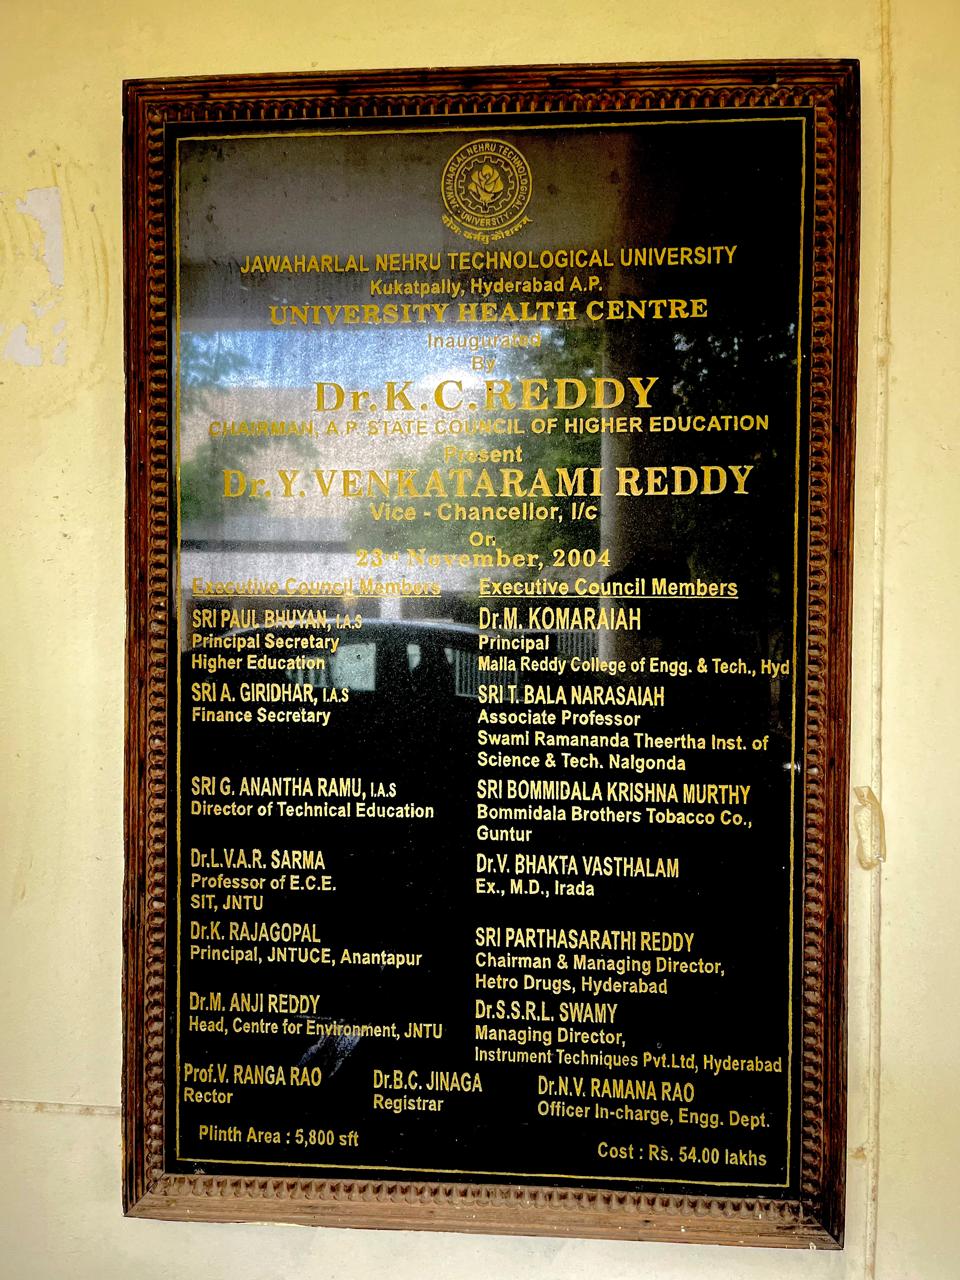 JAWAHARLAL NEHRU TECHNOLOGICAL UNIVERSITY
योगः कर्मसु कौशलम्
JAWAHARLAL NEHRU TECHNOLOGICAL UNIVERSITY
Kukatpally, Hyderabad A.P.
UNIVERSITY HEALTH CENTRE
Inaugurated
By
Dr.K.C.REDDY
CHAIRMAN, A.P. STATE COUNCIL OF HIGHER EDUCATION
Present
Dr.Y.VENKATARAMI REDDY
Vice - Chancellor, I/c
On
23rd November, 2004
Executive Council Members
SRI PAUL BHUYAN, I.A.S
Principal Secretary
Higher Education
SRI A. GIRIDHAR, I.A.S
Finance Secretary
SRI G. ANANTHA RAMU, I.A.S
Director of Technical Education
Dr.L.V.A.R. SARMA
Professor of E.C.E.
SIT, JNTU
Dr.K. RAJAGOPAL
Principal, JNTUCE, Anantapur
Dr.M. ANJI REDDY
Head, Centre for Environment, JNTU
Executive Council Members
Dr.M. KOMARAIAH
Principal
Malla Reddy College of Engg. & Tech., Hyd
SRI T. BALA NARASAIAH
Associate Professor
Swami Ramananda Theertha Inst. of
Science & Tech. Nalgonda
SRI BOMMIDALA KRISHNA MURTHY
Bommidala Brothers Tobacco Co.,
Guntur
Dr.V. BHAKTA VASTHALAM
Ex., M.D., Irada
SRI PARTHASARATHI REDDY
Chairman & Managing Director,
Hetro Drugs, Hyderabad
Dr.S.S.R.L. SWAMY
Managing Director,
Instrument Techniques Pvt.Ltd, Hyderabad
Prof.V. RANGA RAO
Rector
Dr.B.C. JINAGA
Registrar
Dr.N.V. RAMANA RAO
Officer In-charge, Engg. Dept.
Plinth Area : 5,800 sft
Cost : Rs. 54.00 lakhs